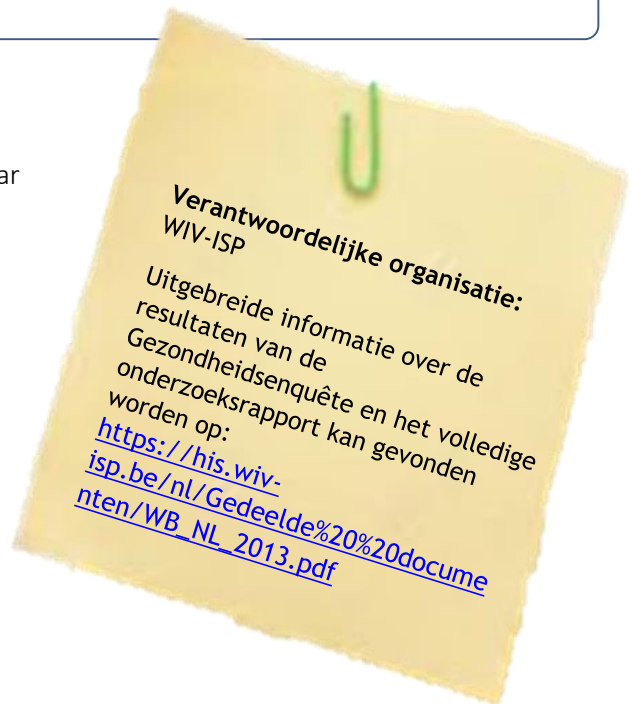 ar
Verantwoordelijke organisatie:
WIV-ISP
Uitgebreide informatie over de
resultaten van de
Gezondheidsenquête en het volledige
onderzoeksrapport kan gevonden
worden op:
https://his.wiv-
isp.be/nl/Gedeelde%20%20docume
nten/WB_NL_2013.pdf